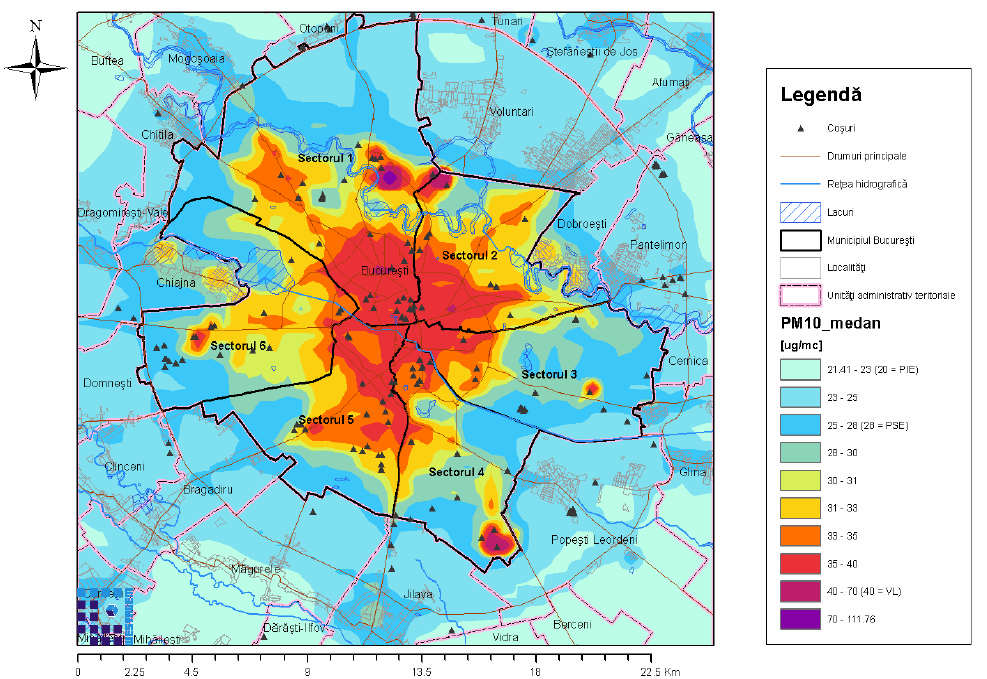 N
Otopeni
Tunari
Ștefăneștii de Jos
Buftea
Mogoșoaia
Afumați
Voluntari
Chitila
Găneasa
Sectorul 1
Dragomirești-Vale
Dobroești
Pantelimon
Sectorul 2
București
Chiajna
Sectorul 6
Cernica
Sectorul 3
Domnești
Sectorul 5
Sectorul 4
Clinceni
Glina
Bragadiru
Popești Leordeni
Măgurele
Jilava
Berceni
Dărăști-Ilfov
Mihăilești
Vidra
0 2.25 4.5 9 13.5 18 22.5 Km
Legendă
Coșuri
Drumuri principale
Rețea hidrografică
Lacuri
Municipiul București
Localități
Unități administrativ teritoriale
PM10_medan
[ug/mc]
21.41 - 23 (20 = PIE)
23 - 25
25 - 28 (28 = PSE)
28 - 30
30 - 31
31 - 33
33 - 35
35 - 40
40 - 70 (40 = VL)
70 - 111.76